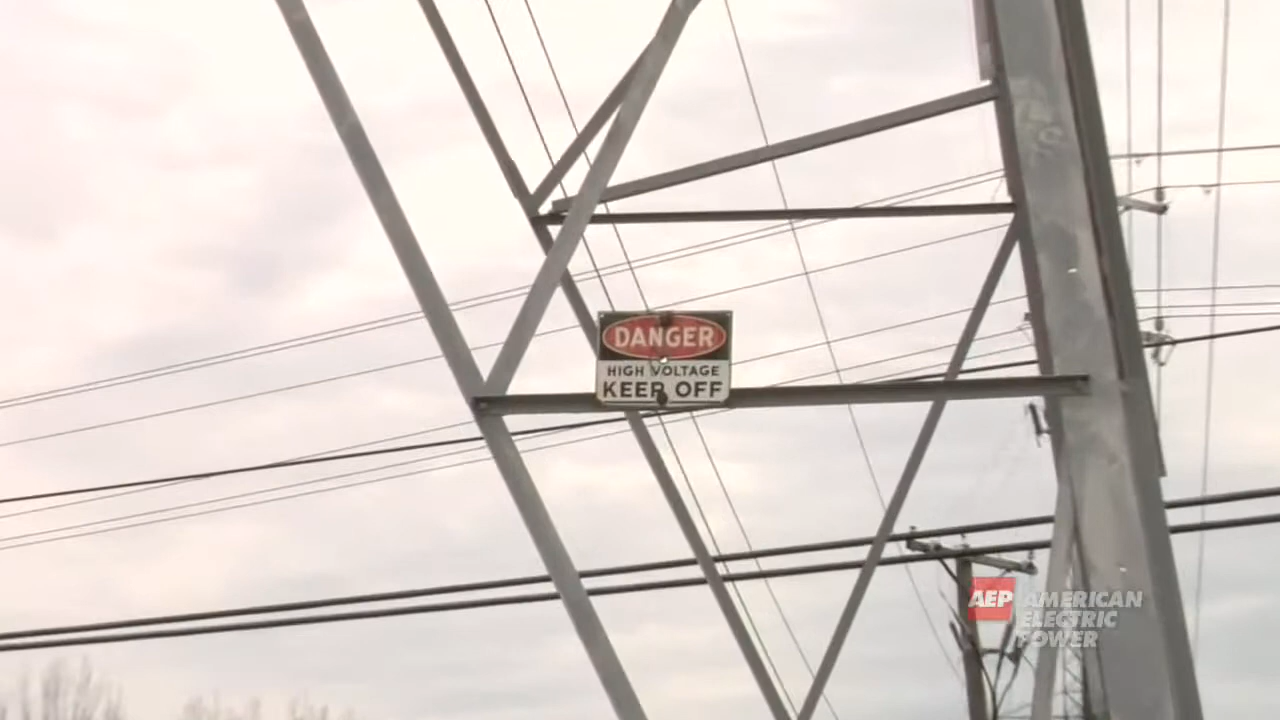 DANGER
HIGH VOLTAGE
KEEP OFF
AEP
AMERICAN
ELECTRIC
POWER